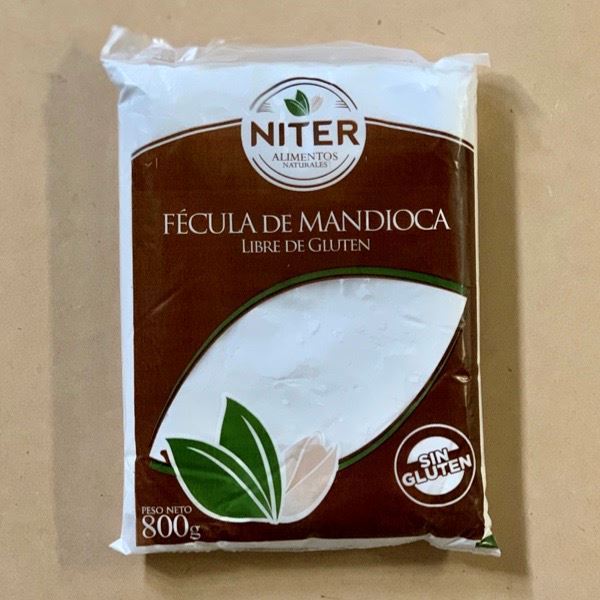 NITER
ALIMENTOS
NATURALES
FÉCULA DE MANDIOCA
LIBRE DE GLUTEN
SIN
GLUTEN
PESO NETO
800g